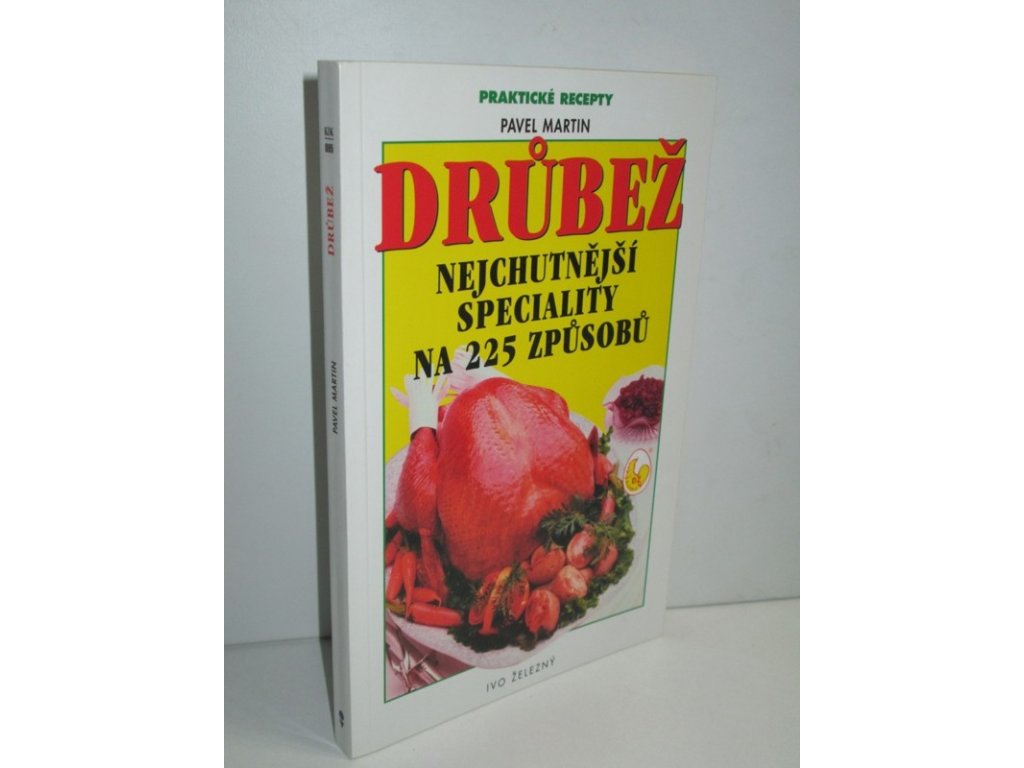 PRAKTICKÉ RECEPTY
PAVEL MARTIN
DRŮBEŽ
NEJCHUTNĚJŠÍ
SPECIALITY
NA 225 ZPŮSOBŮ
IVO ŽELEZNÝ
DRŮBEŽ
PAVEL MARTIN